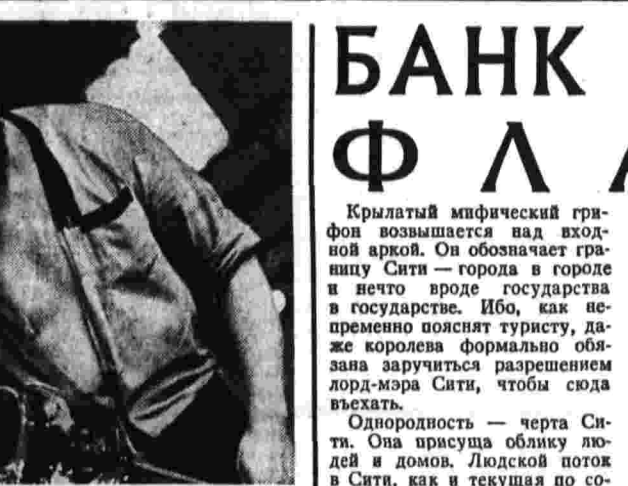 БАНК
ФЛ
Крылатый мифический гри-
фон возвышается над вход-
ной аркой. Он обозначает гра-
ницу Сити — города в городе
и нечто вроде государства
в государстве. Ибо, как не-
пременно пояснят туристу, да-
же королева формально обя-
зана заручиться разрешением
лорд-мэра Сити, чтобы сюда
въехать.
Однородность — черта Си-
ти. Она присуща облику лю-
дей и домов. Людской поток
в Сити, как и текущая по со-